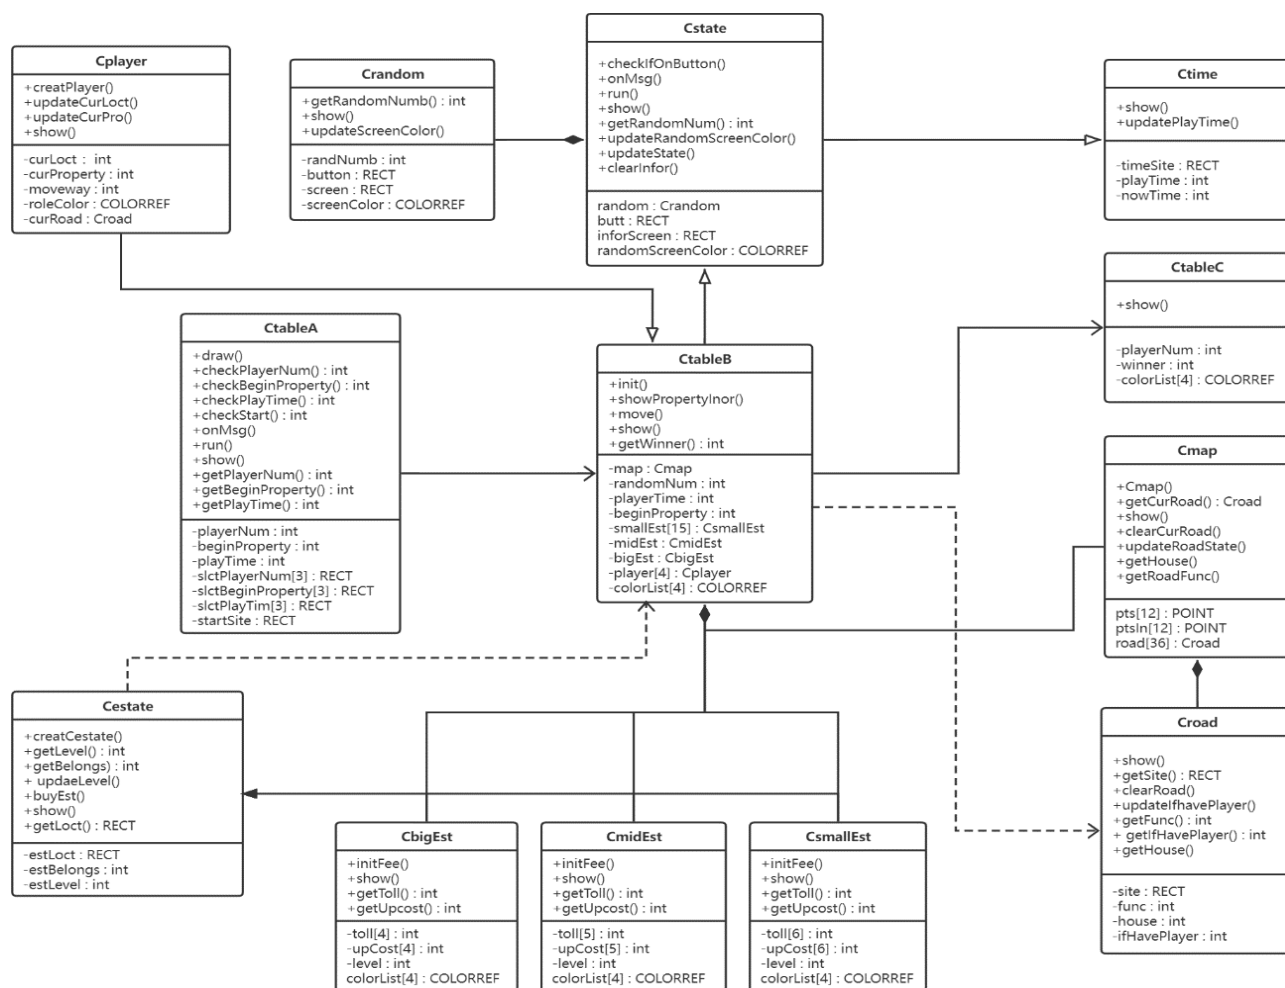 Cplayer
+creatPlayer()
+updateCurLoct()
+updateCurPro()
+show()
-curLoct : int
-curProperty : int
-moveway : int
-roleColor : COLORREF
-curRoad : Croad
Crandom
+getRandomNumb() : int
+show()
+updateScreenColor()
-randNumb : int
-button : RECT
-screen : RECT
-screenColor : COLORREF
Cstate
+checkIfOnButton()
+onMsg()
+run()
+show()
+getRandomNum() : int
+updateRandomScreenColor()
+updateState()
+clearInfor()
random : Crandom
butt : RECT
inforScreen : RECT
randomScreenColor : COLORREF
Ctime
+show()
+updatePlayTime()
-timeSite : RECT
-playTime : int
-nowTime : int
CtableA
+draw()
+checkPlayerNum() : int
+checkBeginProperty() : int
+checkPlayTime() : int
+checkStart() : int
+onMsg()
+run()
+show()
+getPlayerNum() : int
+getBeginProperty() : int
+getPlayTime() : int
-playerNum : int
-beginProperty : int
-playTime : int
-slctPlayerNum[3] : RECT
-slctBeginProperty[3] : RECT
-slctPlayTim[3] : RECT
-startSite : RECT
CtableB
+init()
+showPropertyInor()
+move()
+show()
+getWinner() : int
-map : Cmap
-randomNum : int
-playerTime : int
-beginProperty : int
-smallEst[15] : CsmallEst
-midEst : CmidEst
-bigEst : CbigEst
-player[4] : Cplayer
-colorList[4] : COLORREF
CtableC
+show()
-playerNum : int
-winner : int
-colorList[4] : COLORREF
Cmap
+Cmap()
+getCurRoad() : Croad
+show()
+clearCurRoad()
+updateRoadState()
+getHouse()
+getRoadFunc()
pts[12] : POINT
ptsIn[12] : POINT
road[36] : Croad
Cestate
+creatCestate()
+getLevel() : int
+getBelongs) : int
+ updaeLevel()
+buyEst()
+show()
+getLoct() : RECT
-estLoct : RECT
-estBelongs : int
-estLevel : int
CbigEst
+initFee()
+show()
+getToll() : int
+getUpcost() : int
-toll[4] : int
-upCost[4] : int
-level : int
colorList[4] : COLORREF
CmidEst
+initFee()
+show()
+getToll() : int
+getUpcost() : int
-toll[5] : int
-upCost[5] : int
-level : int
colorList[4] : COLORREF
CsmallEst
+initFee()
+show()
+getToll() : int
+getUpcost() : int
-toll[6] : int
-upCost[6] : int
-level : int
colorList[4] : COLORREF
Croad
+show()
+getSite() : RECT
+clearRoad()
+updateIfhavePlayer()
+getFunc() : int
+ getIfHavePlayer() : int
+getHouse()
-site : RECT
-func : int
-house : int
-ifHavePlayer : int